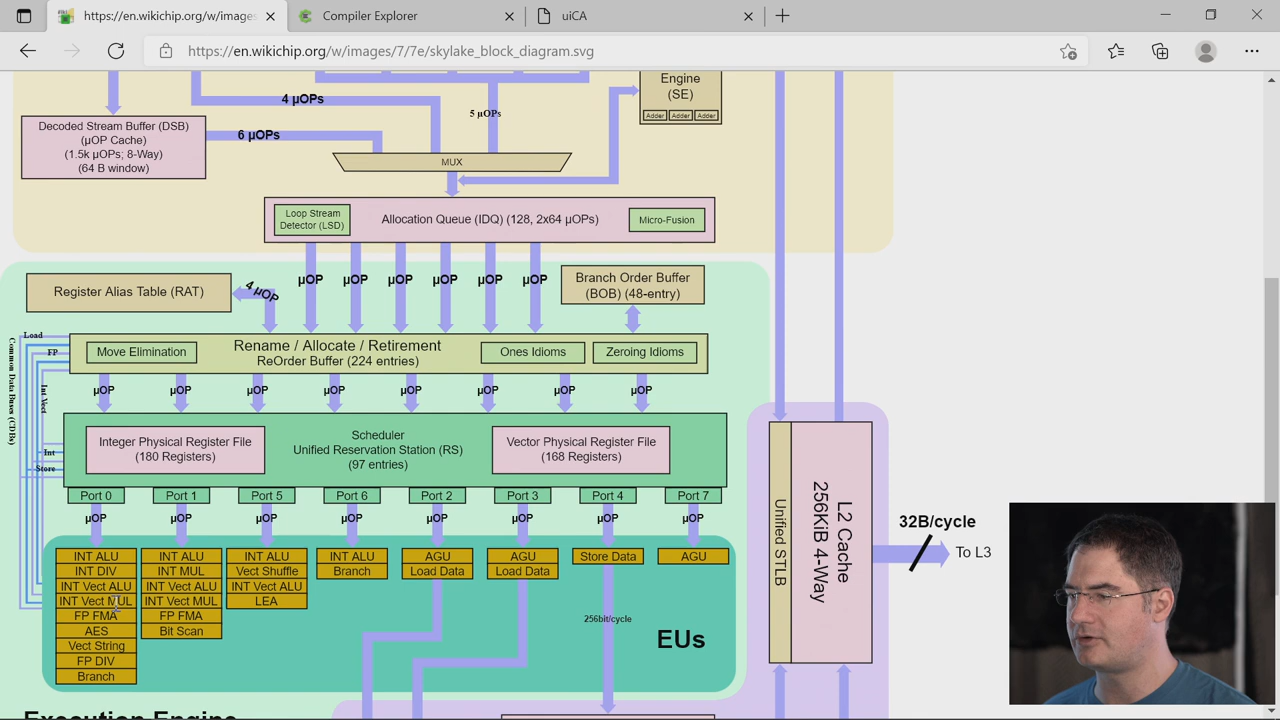 https://en.wikichip.org/w/images
Compiler Explorer
uiCA
https://en.wikichip.org/w/images/7/7e/skylake_block_diagram.svg
4 µOPs
5 µOPs
Engine
(SE)
Adder Adder Adder
Decoded Stream Buffer (DSB)
(µOP Cache)
(1.5k µOPs; 8-Way)
(64 B window)
6 µOPs
MUX
Loop Stream
Detector (LSD)
Allocation Queue (IDQ) (128, 2x64 µOPs)
Micro-Fusion
µOP µOP µOP µOP µOP µOP
Register Alias Table (RAT)
4 µOP
Branch Order Buffer
(BOB) (48-entry)
Load
FP
Int Vect
Int
Store
Common Data Buses (CDBs)
Move Elimination
Rename / Allocate / Retirement
ReOrder Buffer (224 entries)
Ones Idioms
Zeroing Idioms
µOP µOP µOP µOP µOP µOP µOP µOP
Integer Physical Register File
(180 Registers)
Scheduler
Unified Reservation Station (RS)
(97 entries)
Vector Physical Register File
(168 Registers)
Port 0 Port 1 Port 5 Port 6 Port 2 Port 3 Port 4 Port 7
µOP µOP µOP µOP µOP µOP µOP µOP
INT ALU
INT DIV
INT Vect ALU
INT Vect MUL
FP FMA
AES
Vect String
FP DIV
Branch
INT ALU
INT MUL
INT Vect ALU
INT Vect MUL
FP FMA
Bit Scan
INT ALU
Vect Shuffle
INT Vect ALU
LEA
INT ALU
Branch
AGU
Load Data
AGU
Load Data
Store Data
AGU
256bit/cycle
EUs
Unified STLB
L2 Cache
256KiB 4-Way
32B/cycle
To L3
Execution Engine